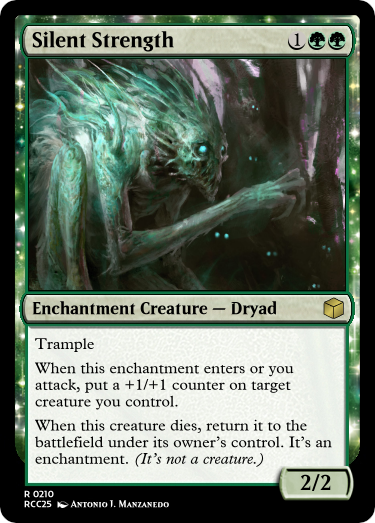 Silent Strength 1
Enchantment Creature — Dryad
Trample
When this enchantment enters or you
attack, put a +1/+1 counter on target
creature you control.
When this creature dies, return it to the
battlefield under its owner's control. It's an
enchantment. (It's not a creature.)
2/2
R 0210
RCC25 Antonio J. Manzanedo